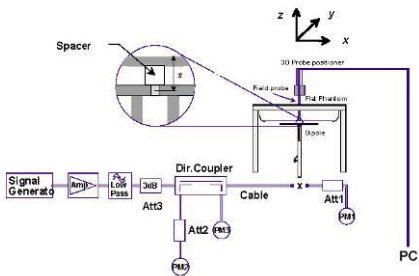 z
y
x
Spacer
s
3D Probe positioner
Field probe
Flat Phantom
Dipole
Dir.Coupler
Signal
Generato
Amp
Low
Pass
3dB
Cable
x
Att1
Att3
Att2
PM3
PM1
PM2
PC